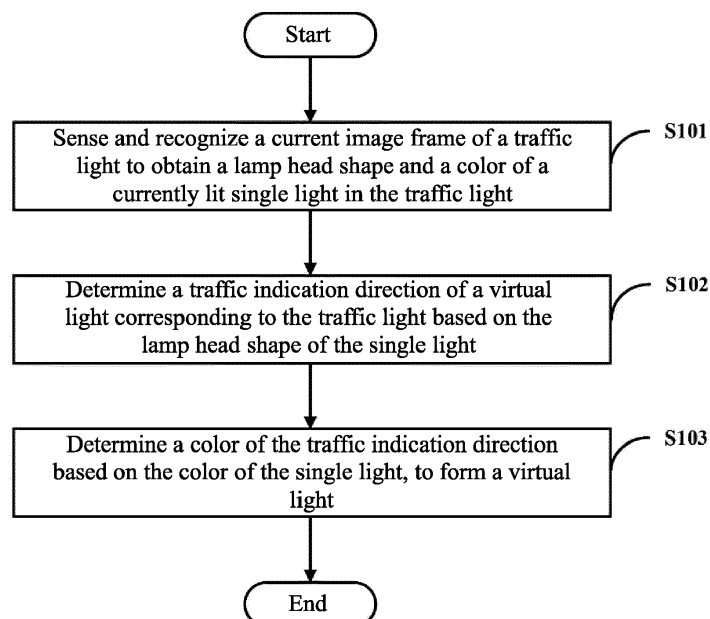 Start
Sense and recognize a current image frame of a traffic
light to obtain a lamp head shape and a color of a
currently lit single light in the traffic light
S101
Determine a traffic indication direction of a virtual
light corresponding to the traffic light based on the
lamp head shape of the single light
S102
Determine a color of the traffic indication direction
based on the color of the single light, to form a virtual
light
S103
End